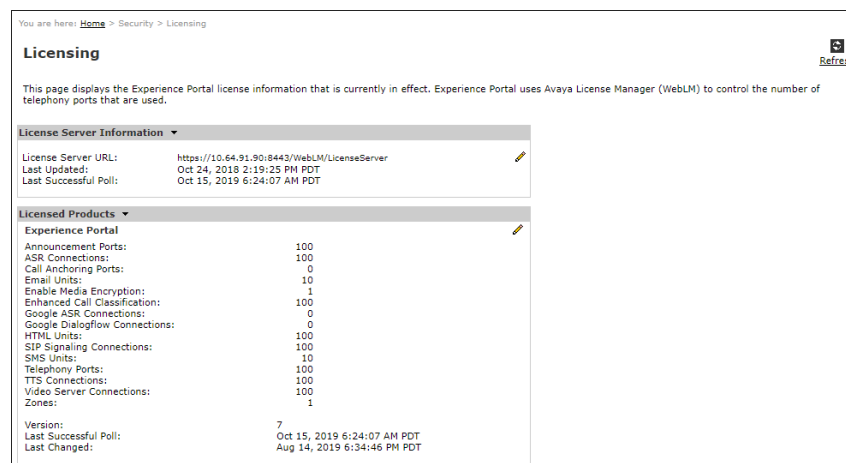 You are here: Home > Security > Licensing
Licensing
Refres
This page displays the Experience Portal license information that is currently in effect. Experience Portal uses Avaya License Manager (WebLM) to control the number of
telephony ports that are used.
License Server Information
License Server URL: https://10.64.91.90:8443/WebLM/LicenseServer
Last Updated: Oct 24, 2018 2:19:25 PM PDT
Last Successful Poll: Oct 15, 2019 6:24:07 AM PDT
Licensed Products
Experience Portal
Announcement Ports: 100
ASR Connections: 100
Call Anchoring Ports: 0
Email Units: 10
Enable Media Encryption: 1
Enhanced Call Classification: 100
Google ASR Connections: 0
Google Dialogflow Connections: 0
HTML Units: 100
SIP Signaling Connections: 100
SMS Units: 10
Telephony Ports: 100
TTS Connections: 100
Video Server Connections: 100
Zones: 1
Version: 7
Last Successful Poll: Oct 15, 2019 6:24:07 AM PDT
Last Changed: Aug 14, 2019 6:34:46 PM PDT